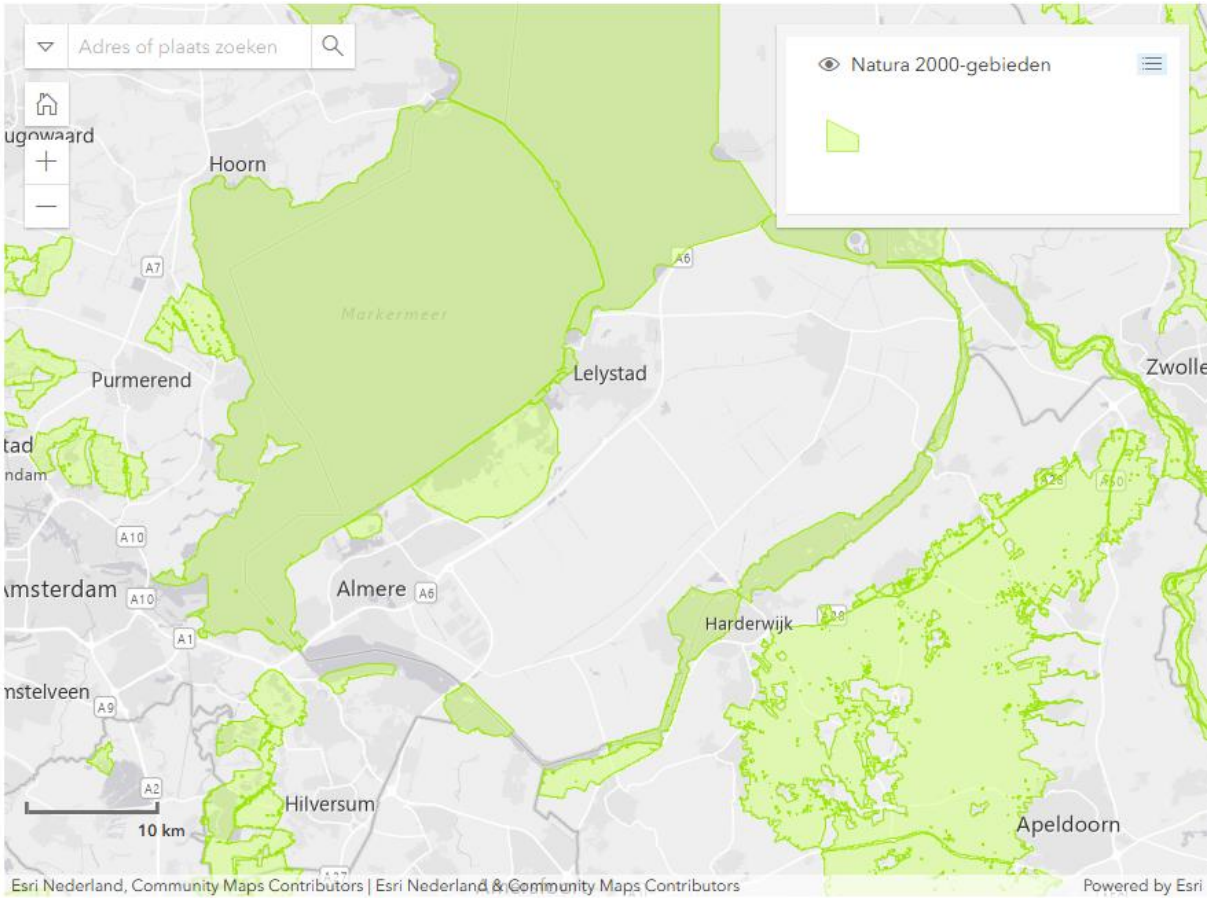 Adres of plaats zoeken
Natura 2000-gebieden
ugowaard
Hoorn
A7
A6
Markermeer
Purmerend
Lelystad
Zwolle
tad
ndam
A28
A50
A10
Amsterdam
A10
Almere
A6
A1
Harderwijk
A28
mstelveen
A9
A2
Hilversum
10 km
Apeldoorn
A27
Esri Nederland, Community Maps Contributors | Esri Nederland & Community Maps Contributors
Powered by Esri